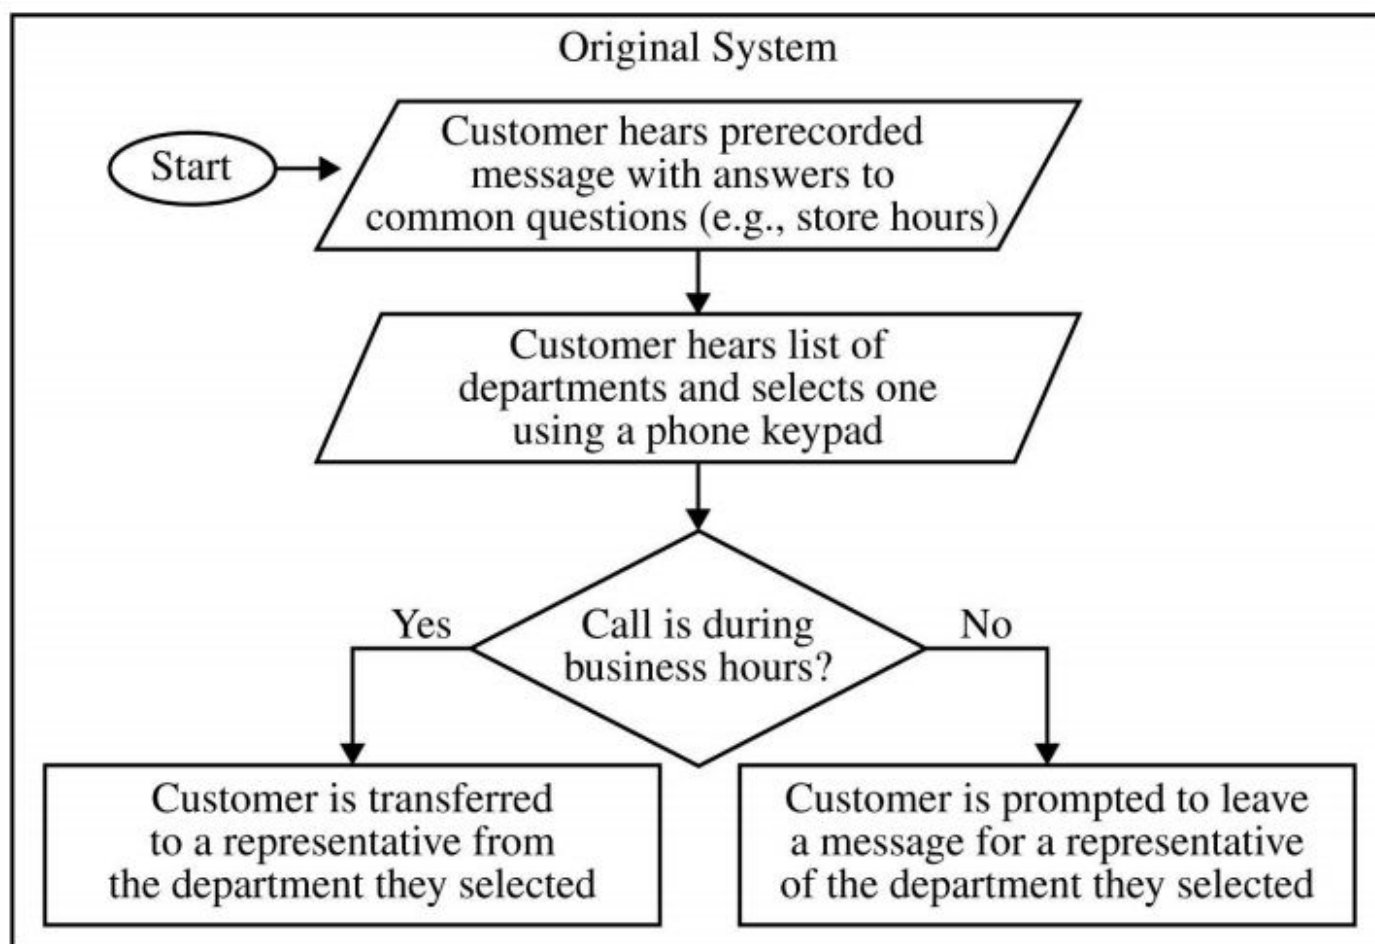 Original System
Start
Customer hears prerecorded
message with answers to
common questions (e.g., store hours)
Customer hears list of
departments and selects one
using a phone keypad
Call is during
business hours?
Yes
No
Customer is transferred
to a representative from
the department they selected
Customer is prompted to leave
a message for a representative
of the department they selected